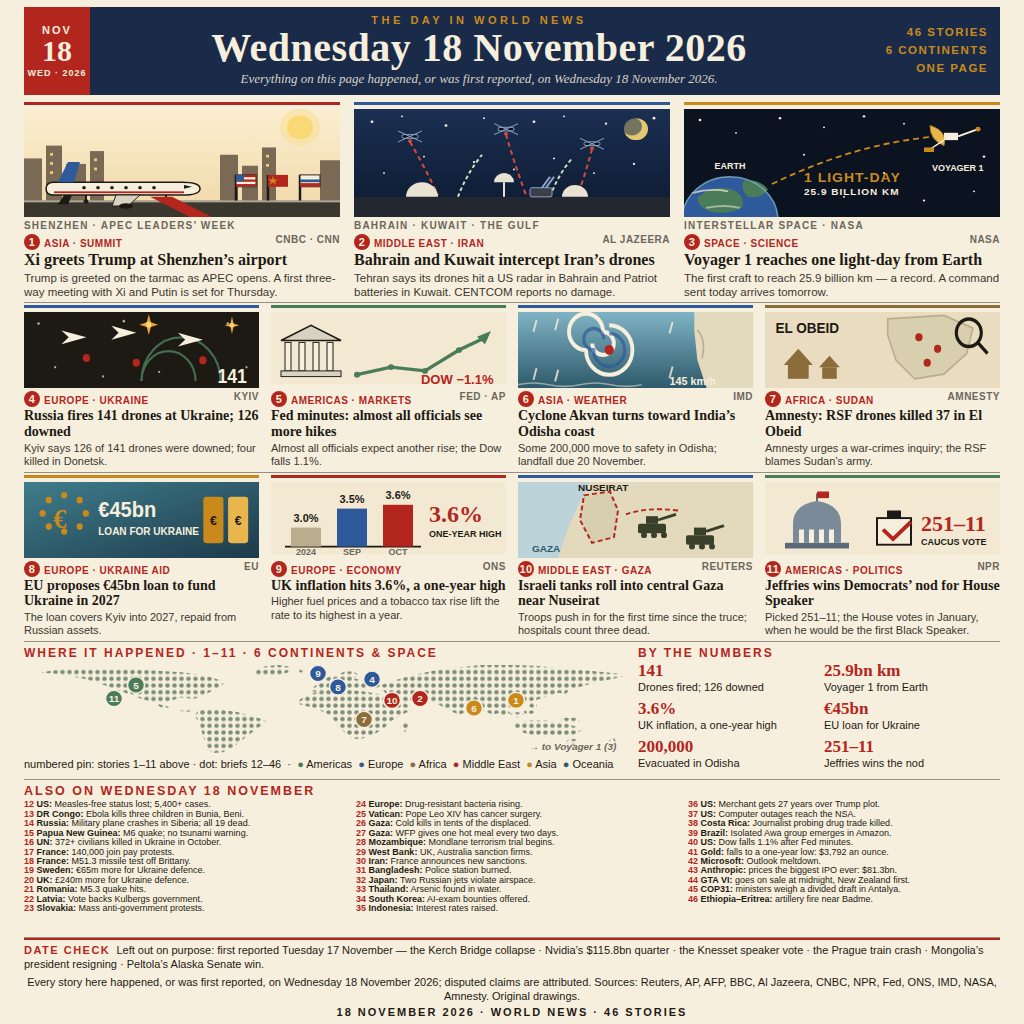 NOV
18
WED · 2026
THE DAY IN WORLD NEWS
Wednesday 18 November 2026
Everything on this page happened, or was first reported, on Wednesday 18 November 2026.
46 STORIES
6 CONTINENTS
ONE PAGE
SHENZHEN · APEC LEADERS' WEEK
1 ASIA · SUMMIT
CNBC · CNN
Xi greets Trump at Shenzhen's airport
Trump is greeted on the tarmac as APEC opens. A first three-
way meeting with Xi and Putin is set for Thursday.
BAHRAIN · KUWAIT · THE GULF
2 MIDDLE EAST · IRAN
AL JAZEERA
Bahrain and Kuwait intercept Iran's drones
Tehran says its drones hit a US radar in Bahrain and Patriot
batteries in Kuwait. CENTCOM reports no damage.
EARTH
1 LIGHT-DAY
25.9 BILLION KM
VOYAGER 1
INTERSTELLAR SPACE · NASA
3 SPACE · SCIENCE
NASA
Voyager 1 reaches one light-day from Earth
The first craft to reach 25.9 billion km — a record. A command
sent today arrives tomorrow.
141
4 EUROPE · UKRAINE
KYIV
Russia fires 141 drones at Ukraine; 126
downed
Kyiv says 126 of 141 drones were downed; four
killed in Donetsk.
DOW −1.1%
5 AMERICAS · MARKETS
FED · AP
Fed minutes: almost all officials see
more hikes
Almost all officials expect another rise; the Dow
falls 1.1%.
145 km/h
6 ASIA · WEATHER
IMD
Cyclone Akvan turns toward India's
Odisha coast
Some 200,000 move to safety in Odisha;
landfall due 20 November.
EL OBEID
7 AFRICA · SUDAN
AMNESTY
Amnesty: RSF drones killed 37 in El
Obeid
Amnesty urges a war-crimes inquiry; the RSF
blames Sudan's army.
€
€45bn
LOAN FOR UKRAINE
€ €
8 EUROPE · UKRAINE AID
EU
EU proposes €45bn loan to fund
Ukraine in 2027
The loan covers Kyiv into 2027, repaid from
Russian assets.
3.0%
3.5%
3.6%
2024 SEP OCT
3.6%
ONE-YEAR HIGH
9 EUROPE · ECONOMY
ONS
UK inflation hits 3.6%, a one-year high
Higher fuel prices and a tobacco tax rise lift the
rate to its highest in a year.
NUSEIRAT
GAZA
10 MIDDLE EAST · GAZA
REUTERS
Israeli tanks roll into central Gaza
near Nuseirat
Troops push in for the first time since the truce;
hospitals count three dead.
251–11
CAUCUS VOTE
11 AMERICAS · POLITICS
NPR
Jeffries wins Democrats' nod for House
Speaker
Picked 251–11; the House votes in January,
when he would be the first Black Speaker.
WHERE IT HAPPENED · 1–11 · 6 CONTINENTS & SPACE
9
4
8
5
11
10
2
1
6
7
→ to Voyager 1 (3)
numbered pin: stories 1–11 above · dot: briefs 12–46 · ● Americas ● Europe ● Africa ● Middle East ● Asia ● Oceania
BY THE NUMBERS
141
Drones fired; 126 downed
25.9bn km
Voyager 1 from Earth
3.6%
UK inflation, a one-year high
€45bn
EU loan for Ukraine
200,000
Evacuated in Odisha
251–11
Jeffries wins the nod
ALSO ON WEDNESDAY 18 NOVEMBER
12 US: Measles-free status lost; 5,400+ cases.
13 DR Congo: Ebola kills three children in Bunia, Beni.
14 Russia: Military plane crashes in Siberia; all 19 dead.
15 Papua New Guinea: M6 quake; no tsunami warning.
16 UN: 372+ civilians killed in Ukraine in October.
17 France: 140,000 join pay protests.
18 France: M51.3 missile test off Brittany.
19 Sweden: €65m more for Ukraine defence.
20 UK: £240m more for Ukraine defence.
21 Romania: M5.3 quake hits.
22 Latvia: Vote backs Kulbergs government.
23 Slovakia: Mass anti-government protests.
24 Europe: Drug-resistant bacteria rising.
25 Vatican: Pope Leo XIV has cancer surgery.
26 Gaza: Cold kills in tents of the displaced.
27 Gaza: WFP gives one hot meal every two days.
28 Mozambique: Mondlane terrorism trial begins.
29 West Bank: UK, Australia sanction firms.
30 Iran: France announces new sanctions.
31 Bangladesh: Police station burned.
32 Japan: Two Russian jets violate airspace.
33 Thailand: Arsenic found in water.
34 South Korea: AI-exam bounties offered.
35 Indonesia: Interest rates raised.
36 US: Merchant gets 27 years over Trump plot.
37 US: Computer outages reach the NSA.
38 Costa Rica: Journalist probing drug trade killed.
39 Brazil: Isolated Awa group emerges in Amazon.
40 US: Dow falls 1.1% after Fed minutes.
41 Gold: falls to a one-year low: $3,792 an ounce.
42 Microsoft: Outlook meltdown.
43 Anthropic: prices the biggest IPO ever: $81.3bn.
44 GTA VI: goes on sale at midnight, New Zealand first.
45 COP31: ministers weigh a divided draft in Antalya.
46 Ethiopia–Eritrea: artillery fire near Badme.
DATE CHECK Left out on purpose: first reported Tuesday 17 November — the Kerch Bridge collapse · Nvidia's $115.8bn quarter · the Knesset speaker vote · the Prague train crash · Mongolia's
president resigning · Peltola's Alaska Senate win.
Every story here happened, or was first reported, on Wednesday 18 November 2026; disputed claims are attributed. Sources: Reuters, AP, AFP, BBC, Al Jazeera, CNBC, NPR, Fed, ONS, IMD, NASA,
Amnesty. Original drawings.
18 NOVEMBER 2026 · WORLD NEWS · 46 STORIES